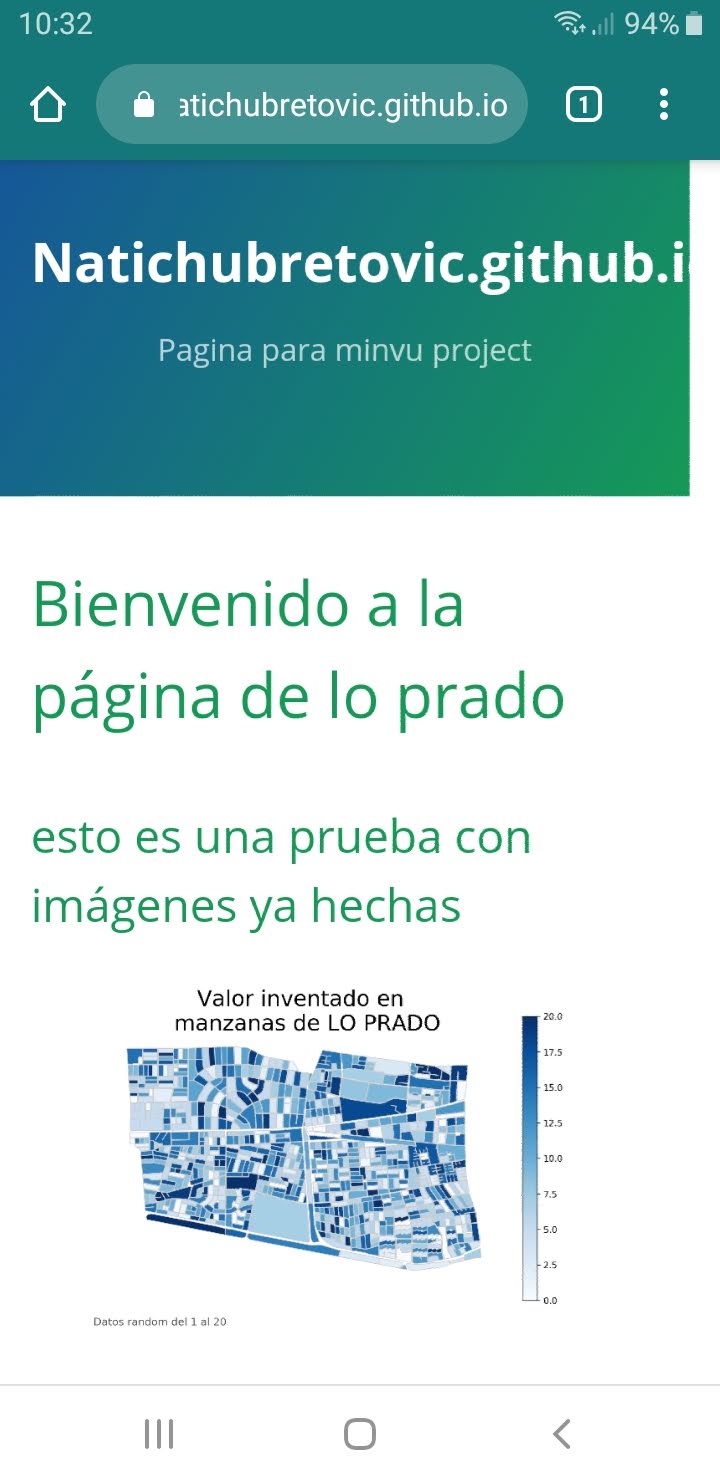 10:32
94%
atichubretovic.github.io
1
Natichubretovic.github.i
Pagina para minvu project
Bienvenido a la
página de lo prado
esto es una prueba con
imágenes ya hechas
Valor inventado en
manzanas de LO PRADO
20.0
17.5
15.0
12.5
10.0
7.5
5.0
2.5
0.0
Datos random del 1 al 20